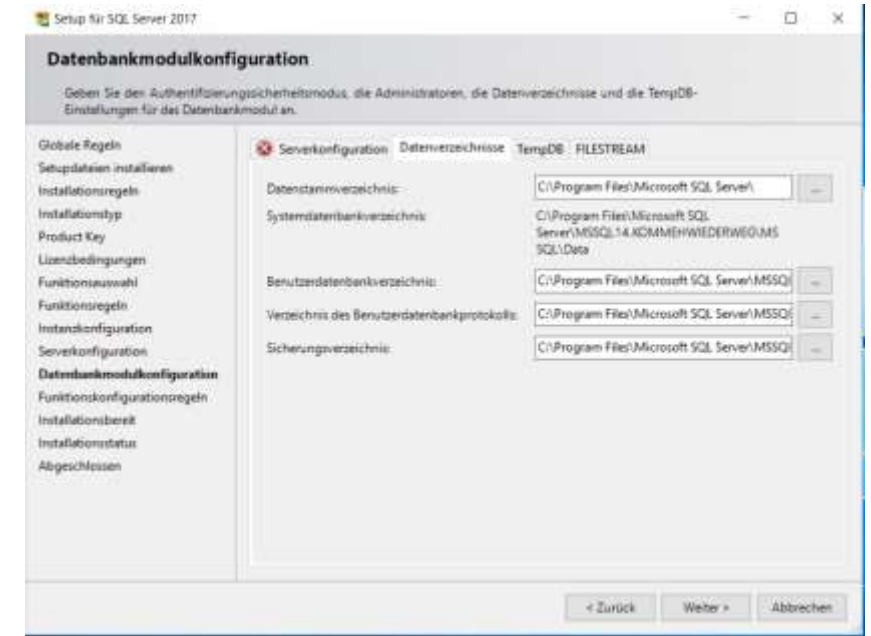 Setup für SQL Server 2017
Datenbankmodulkonfiguration
Geben Sie den Authentifizierungssicherheitsmodus, die Administratoren, die Datenverzeichnisse und die TempDB-
Einstellungen für das Datenbankmodul an.
Globale Regeln
Setupdateien installieren
Installationsregeln
Installationstyp
Product Key
Lizenzbedingungen
Funktionsauswahl
Funktionsregeln
Instanzkonfiguration
Serverkonfiguration
Datenbankmodulkonfiguration
Funktionskonfigurationsregeln
Installationsbereit
Installationsstatus
Abgeschlossen
Serverkonfiguration Datenverzeichnisse TempDB FILESTREAM
Datenstammverzeichnis: C:\Program Files\Microsoft SQL Server\ ...
Systemdatenbankverzeichnis: C:\Program Files\Microsoft SQL
Server\MSSQL14.KOMMEHWIEDERWEG\MS
SQL\Data
Benutzerdatenbankverzeichnis: C:\Program Files\Microsoft SQL Server\MSSQl ...
Verzeichnis des Benutzerdatenbankprotokolls: C:\Program Files\Microsoft SQL Server\MSSQl ...
Sicherungsverzeichnis: C:\Program Files\Microsoft SQL Server\MSSQl ...
< Zurück Weiter > Abbrechen